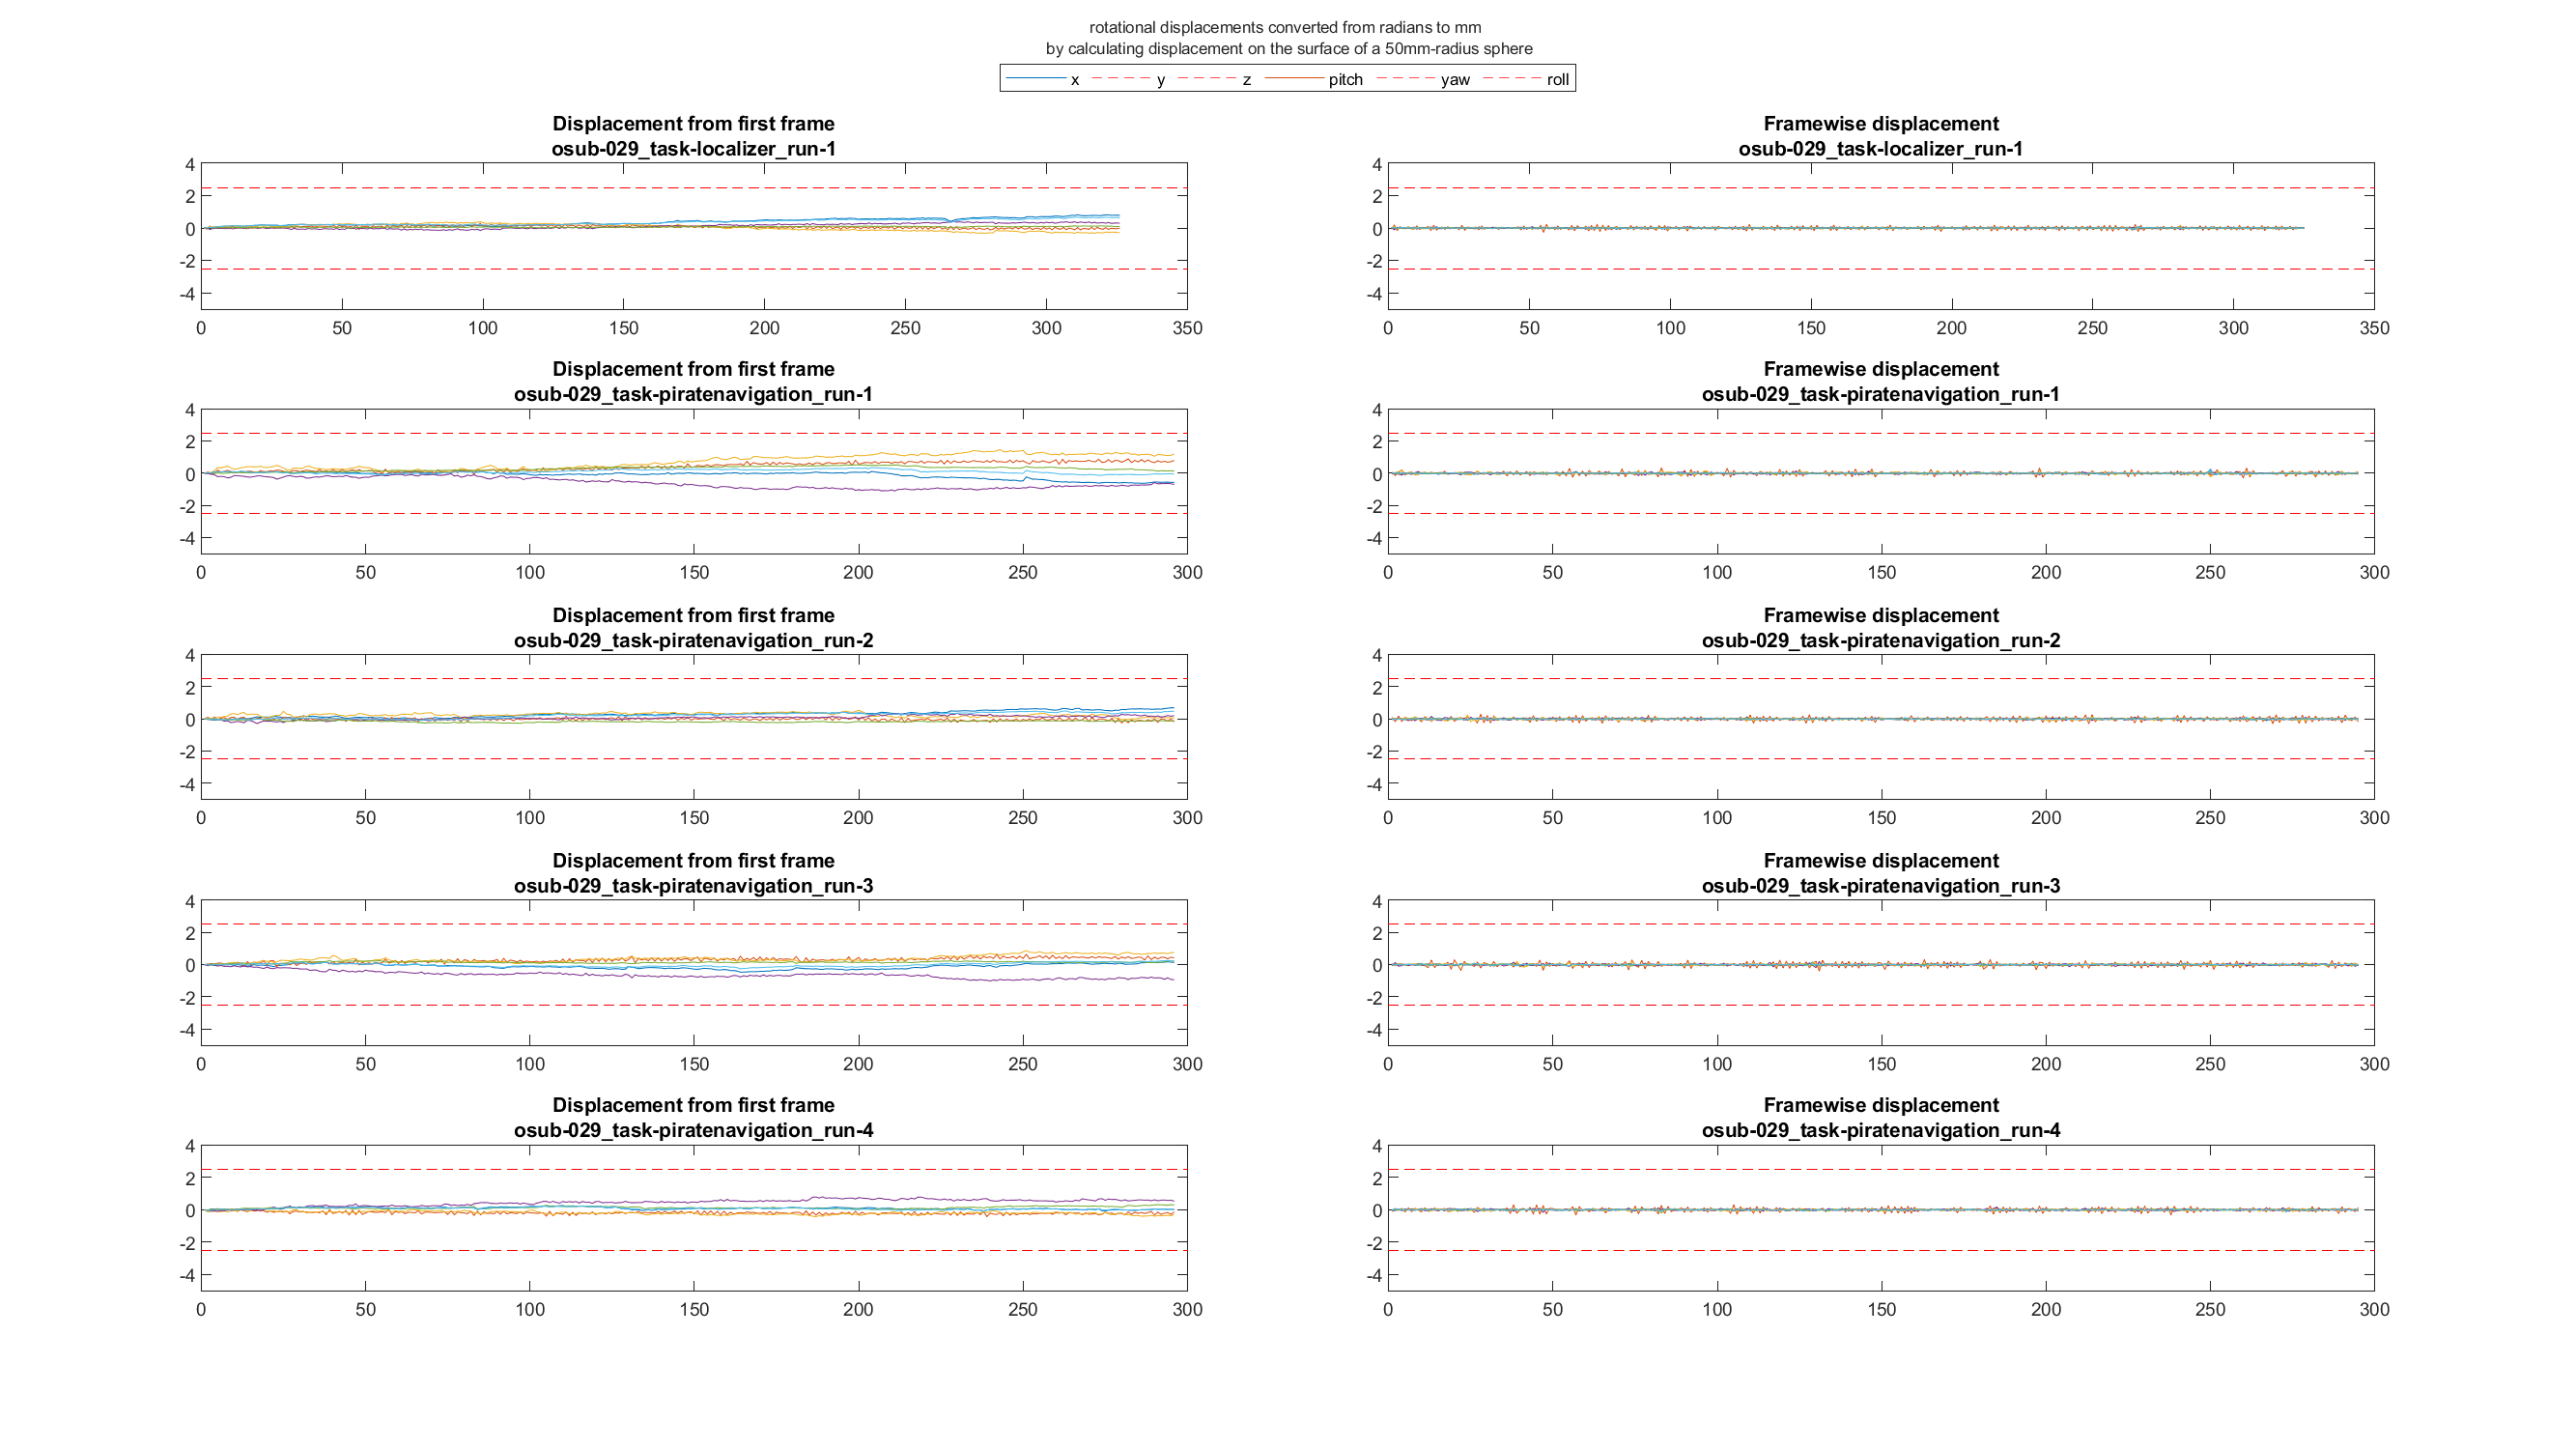 rotational displacements converted from radians to mm
by calculating displacement on the surface of a 50mm-radius sphere
x y z pitch yaw roll
Displacement from first frame
osub-029_task-localizer_run-1
4
2
0
-2
-4
0 50 100 150 200 250 300 350
Framewise displacement
osub-029_task-localizer_run-1
4
2
0
-2
-4
0 50 100 150 200 250 300 350
Displacement from first frame
osub-029_task-piratenavigation_run-1
4
2
0
-2
-4
0 50 100 150 200 250 300
Framewise displacement
osub-029_task-piratenavigation_run-1
4
2
0
-2
-4
0 50 100 150 200 250 300
Displacement from first frame
osub-029_task-piratenavigation_run-2
4
2
0
-2
-4
0 50 100 150 200 250 300
Framewise displacement
osub-029_task-piratenavigation_run-2
4
2
0
-2
-4
0 50 100 150 200 250 300
Displacement from first frame
osub-029_task-piratenavigation_run-3
4
2
0
-2
-4
0 50 100 150 200 250 300
Framewise displacement
osub-029_task-piratenavigation_run-3
4
2
0
-2
-4
0 50 100 150 200 250 300
Displacement from first frame
osub-029_task-piratenavigation_run-4
4
2
0
-2
-4
0 50 100 150 200 250 300
Framewise displacement
osub-029_task-piratenavigation_run-4
4
2
0
-2
-4
0 50 100 150 200 250 300